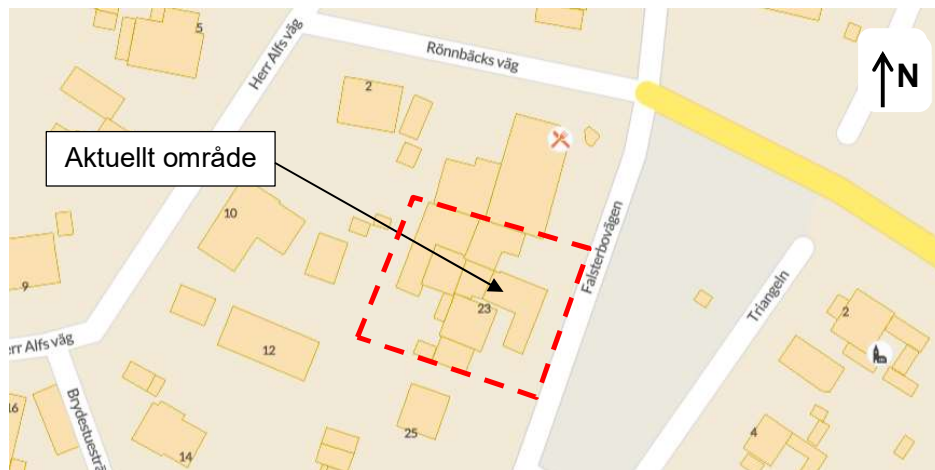 5
Herr Alfs väg
Rönnbäcks väg
N
2
Aktuellt område
10
Falsterbovägen
9
23
Triangeln
2
Herr Alfs väg
12
Brydestuesträ
16
25
14
4